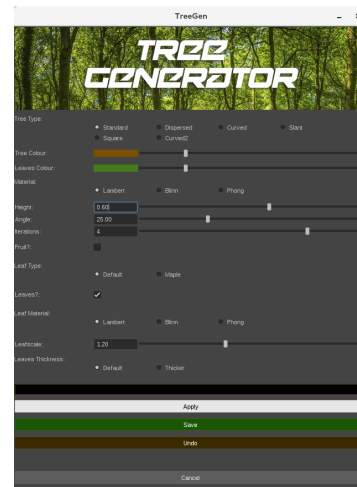 TreeGen
TREE
GENERATOR
Tree Type:
Standard Dispersed Curved Slant
Square Curved2
Tree Colour:
Leaves Colour:
Material:
Lambert Blinn Phong
Height: 0.60
Angle: 25.00
Iterations: 4
Fruit?:
Leaf Type:
Default Maple
Leaves?:
Leaf Material:
Lambert Blinn Phong
Leafscale: 1.20
Leaves Thickness:
Default Thicker
Apply
Save
Undo
Cancel